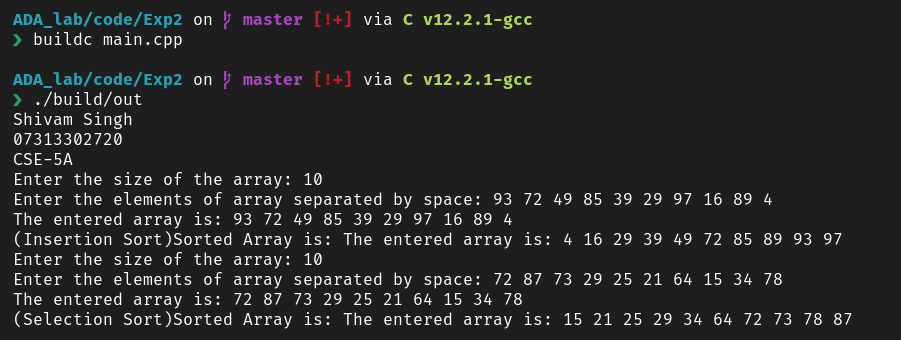 ADA_lab/code/Exp2 on master [!+] via C v12.2.1-gcc
❯ buildc main.cpp
ADA_lab/code/Exp2 on master [!+] via C v12.2.1-gcc
❯ ./build/out
Shivam Singh
07313302720
CSE-5A
Enter the size of the array: 10
Enter the elements of array separated by space: 93 72 49 85 39 29 97 16 89 4
The entered array is: 93 72 49 85 39 29 97 16 89 4
(Insertion Sort)Sorted Array is: The entered array is: 4 16 29 39 49 72 85 89 93 97
Enter the size of the array: 10
Enter the elements of array separated by space: 72 87 73 29 25 21 64 15 34 78
The entered array is: 72 87 73 29 25 21 64 15 34 78
(Selection Sort)Sorted Array is: The entered array is: 15 21 25 29 34 64 72 73 78 87